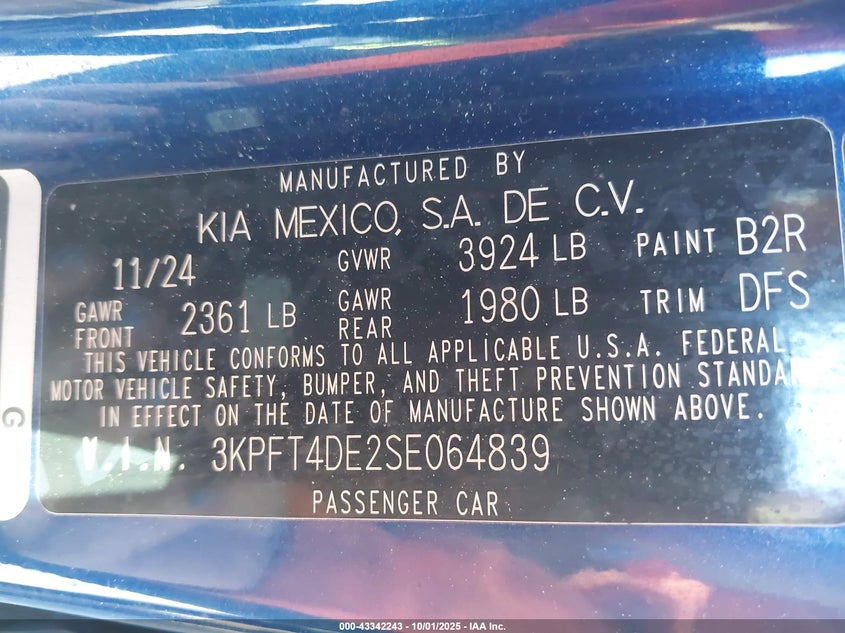 MANUFACTURED BY
KIA MEXICO, S.A. DE C.V.
11/24 GVWR 3924 LB PAINT B2R
GAWR FRONT 2361 LB GAWR REAR 1980 LB TRIM DFS
THIS VEHICLE CONFORMS TO ALL APPLICABLE U.S.A. FEDERAL
MOTOR VEHICLE SAFETY, BUMPER, AND THEFT PREVENTION STANDAR
IN EFFECT ON THE DATE OF MANUFACTURE SHOWN ABOVE.
V.I.N. 3KPFT4DE2SE064839
PASSENGER CAR
G
000-43342243 - 10/01/2025 - IAA Inc.